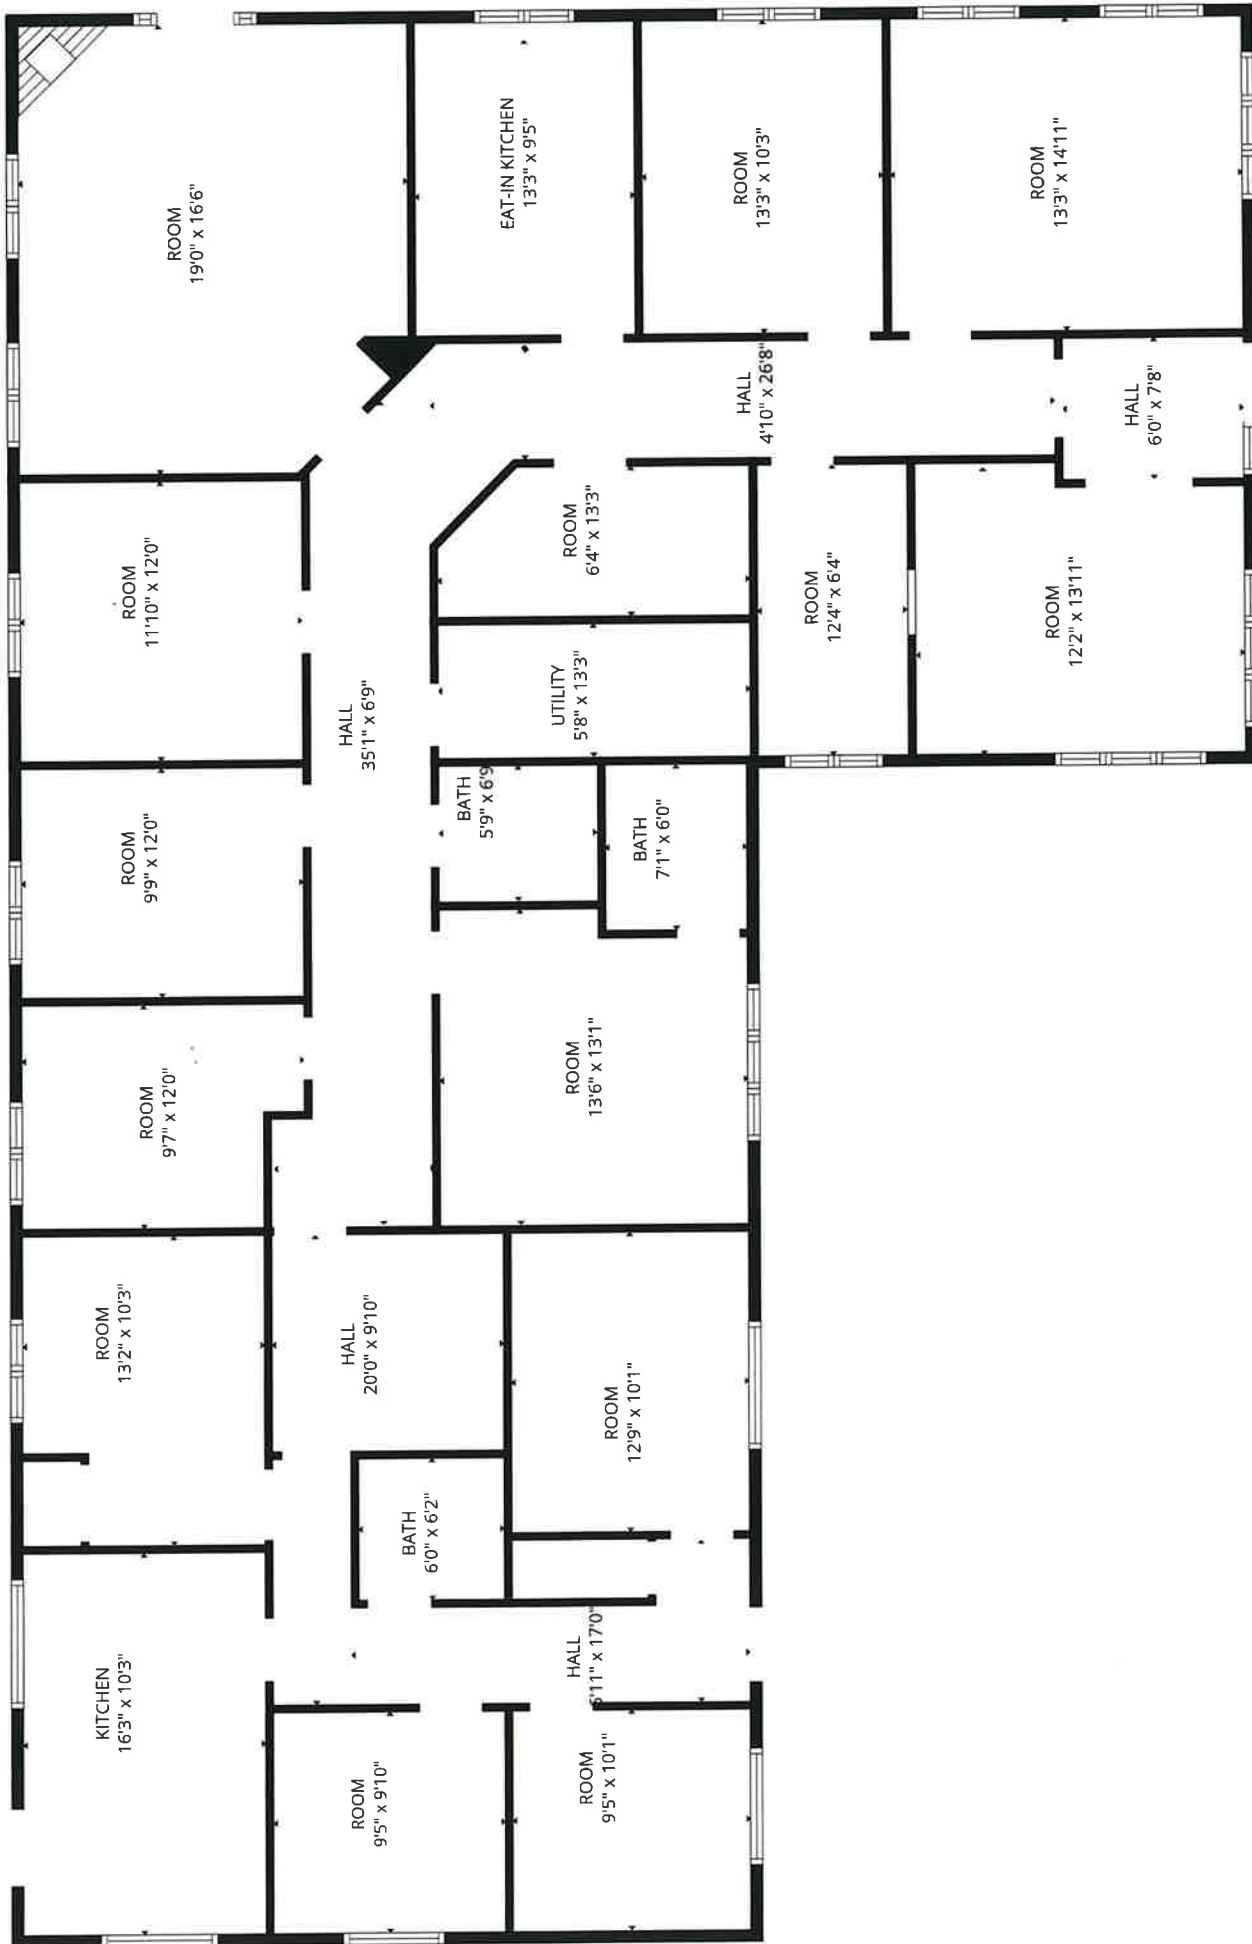 KITCHEN
16'3" x 10'3"
ROOM
13'2" x 10'3"
ROOM
9'7" x 12'0"
ROOM
9'9" x 12'0"
ROOM
11'10" x 12'0"
ROOM
19'0" x 16'6"
ROOM
9'5" x 9'10"
BATH
6'0" x 6'2"
HALL
20'0" x 9'10"
HALL
35'1" x 6'9"
BATH
5'9" x 6'9
EAT-IN KITCHEN
13'3" x 9'5"
ROOM
9'5" x 10'1"
HALL
6'11" x 17'0"
ROOM
12'9" x 10'1"
ROOM
13'6" x 13'1"
BATH
7'1" x 6'0"
UTILITY
5'8" x 13'3"
ROOM
6'4" x 13'3"
HALL
4'10" x 26'8"
ROOM
13'3" x 10'3"
ROOM
12'4" x 6'4"
ROOM
12'2" x 13'11"
HALL
6'0" x 7'8"
ROOM
13'3" x 14'11"